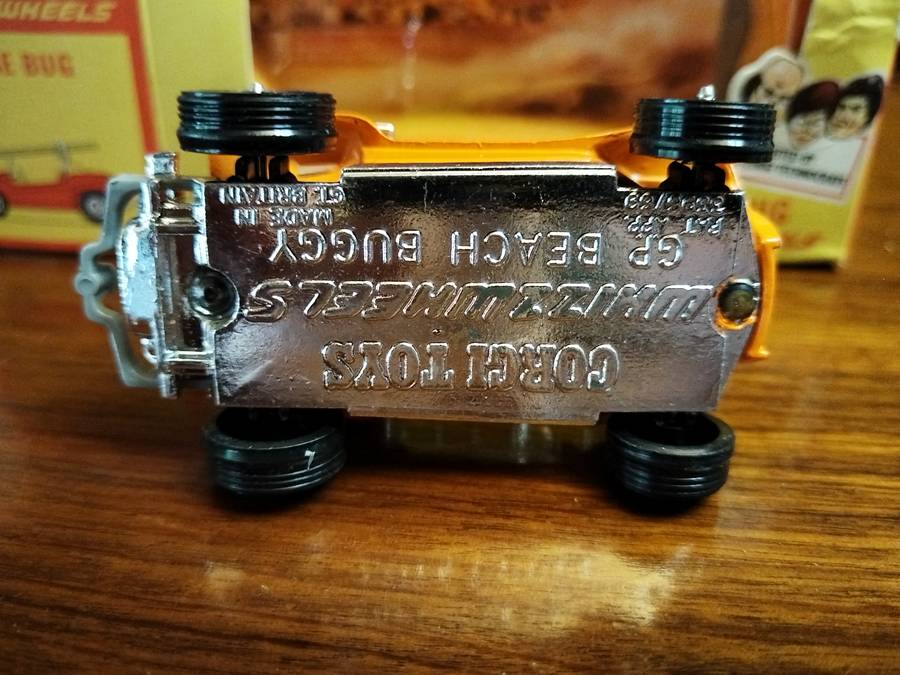 CORGI TOYS
WHIZZWHEELS
GP BEACH BUGGY
PAT. APP.
MADE IN
GT. BRITAIN
WHEELS
E BUG